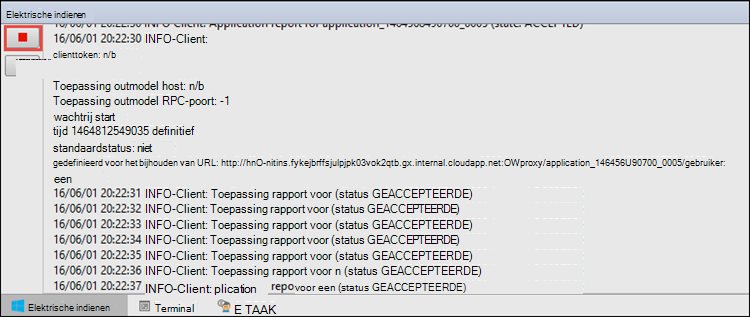 Elektrische indienen
16/06/01 20:22:30 INFO-Client: Application report for application_1464968490700_0005 (state: ACCEPTED)
16/06/01 20:22:30 INFO-Client:
clienttoken: n/b
Toepassing outmodel host: n/b
Toepassing outmodel RPC-poort: -1
wachtrij start
tijd 1464812549035 definitief
standaardstatus: niet
gedefinieerd voor het bijhouden van URL: http://hnO-nitins.fykejbrffsjulpjpk03vok2qtb.gx.internal.cloudapp.net:OWproxy/application_146456U90700_0005/gebruiker:
een
16/06/01 20:22:31 INFO-Client: Toepassing rapport voor (status GEACCEPTEERDE)
16/06/01 20:22:32 INFO-Client: Toepassing rapport voor (status GEACCEPTEERDE)
16/06/01 20:22:33 INFO-Client: Toepassing rapport voor (status GEACCEPTEERDE)
16/06/01 20:22:34 INFO-Client: Toepassing rapport voor (status GEACCEPTEERDE)
16/06/01 20:22:35 INFO-Client: Toepassing rapport voor (status GEACCEPTEERDE)
16/06/01 20:22:36 INFO-Client: Toepassing rapport voor n (status GEACCEPTEERDE)
16/06/01 20:22:37 INFO-Client: plication repo voor een (status GEACCEPTEERDE)
Elektrische indienen Terminal E TAAK